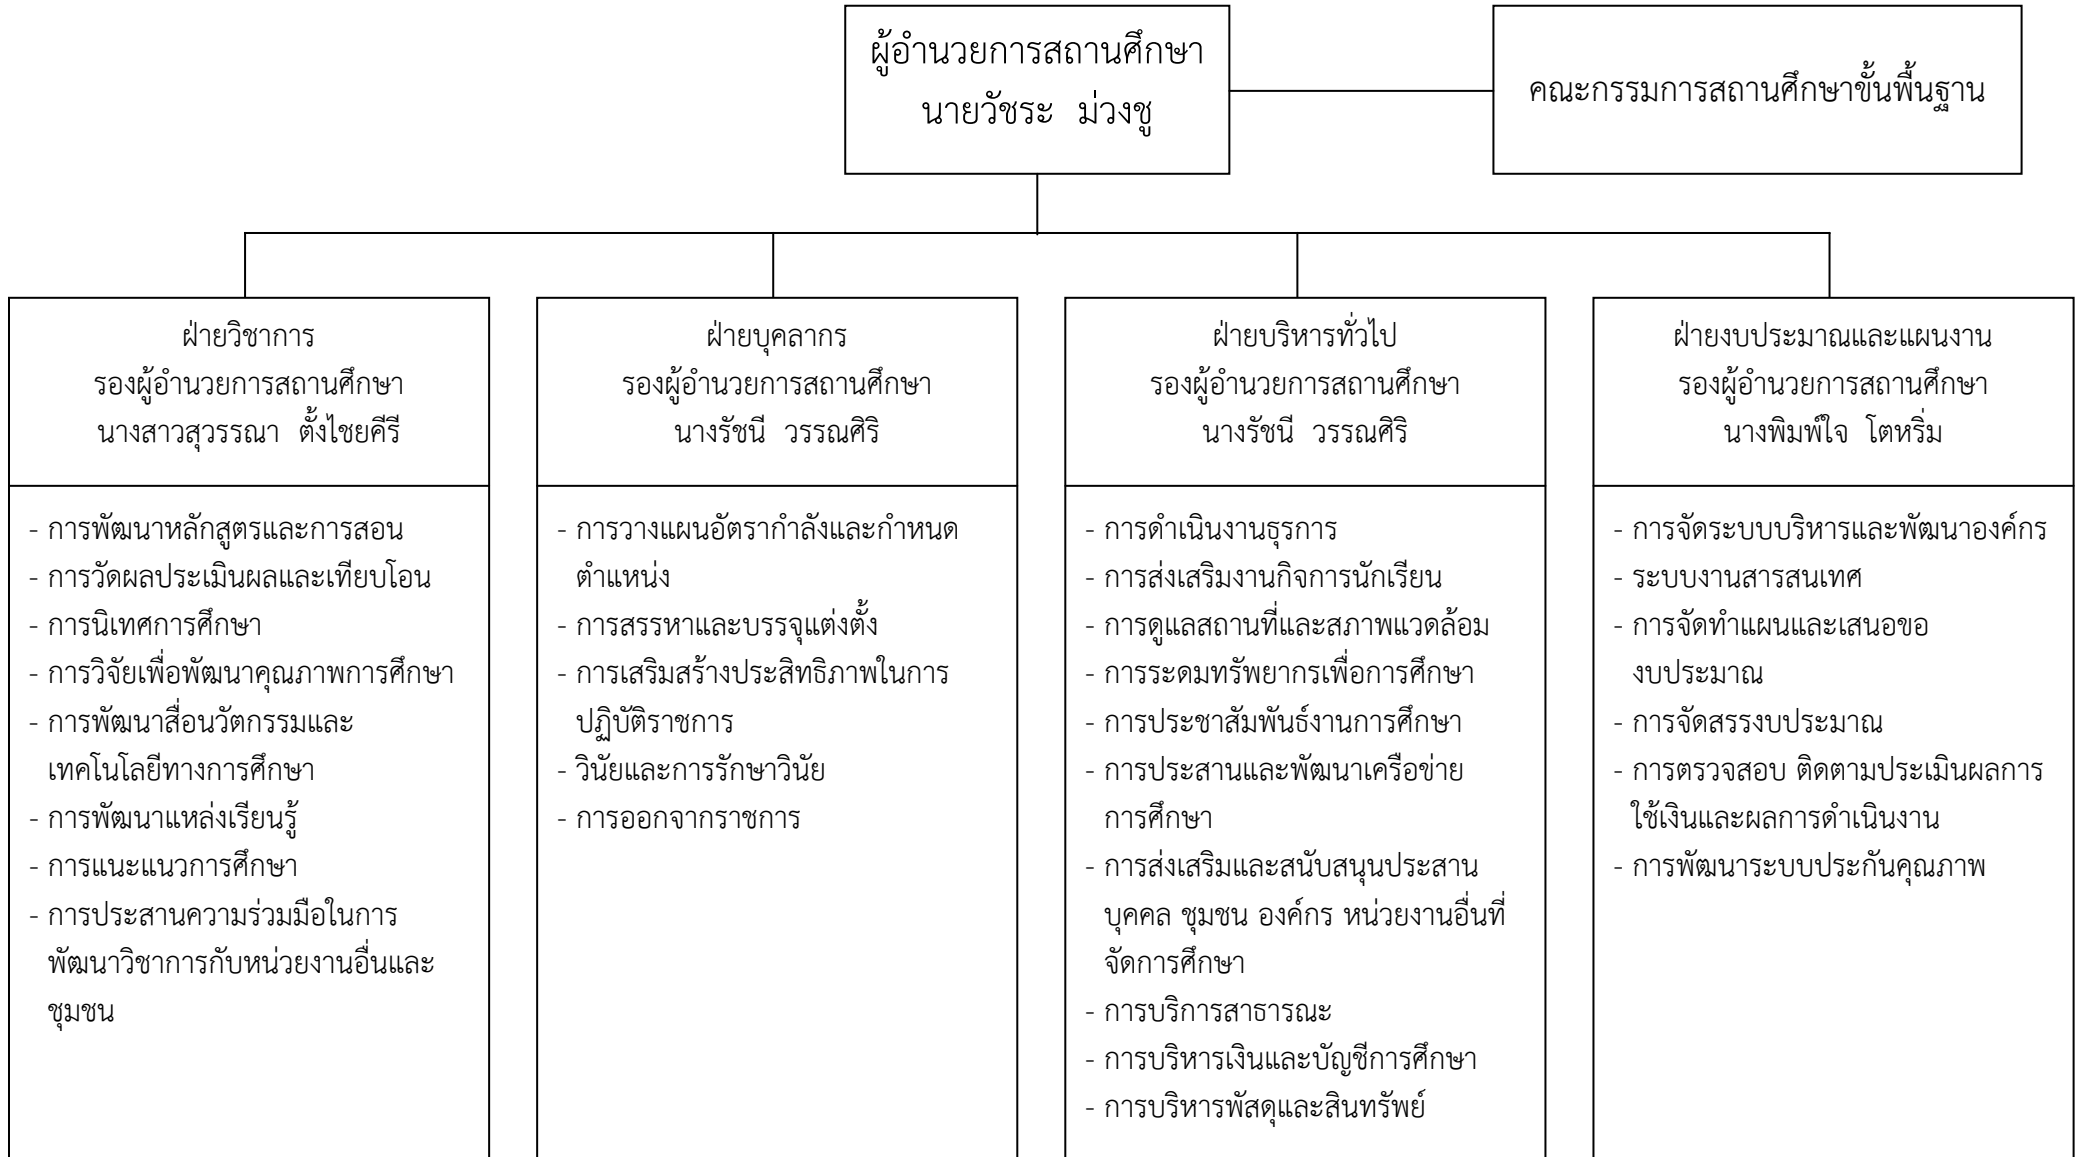 ผู้อำนวยการสถานศึกษา
นายวัชระ  ม่วงชู
คณะกรรมการสถานศึกษาขั้นพื้นฐาน
ฝ่ายวิชาการ
รองผู้อำนวยการสถานศึกษา
นางสาวสุวรรณา  ตั้งไชยคีรี
- การพัฒนาหลักสูตรและการสอน
- การวัดผลประเมินผลและเทียบโอน
- การนิเทศการศึกษา
- การวิจัยเพื่อพัฒนาคุณภาพการศึกษา
- การพัฒนาสื่อนวัตกรรมและ
เทคโนโลยีทางการศึกษา
- การพัฒนาแหล่งเรียนรู้
- การแนะแนวการศึกษา
- การประสานความร่วมมือในการ
พัฒนาวิชาการกับหน่วยงานอื่นและ
ชุมชน
ฝ่ายบุคลากร
รองผู้อำนวยการสถานศึกษา
นางรัชนี  วรรณศิริ
- การวางแผนอัตรากำลังและกำหนด
ตำแหน่ง
- การสรรหาและบรรจุแต่งตั้ง
- การเสริมสร้างประสิทธิภาพในการ
ปฏิบัติราชการ
- วินัยและการรักษาวินัย
- การออกจากราชการ
ฝ่ายบริหารทั่วไป
รองผู้อำนวยการสถานศึกษา
นางรัชนี  วรรณศิริ
- การดำเนินงานธุรการ
- การส่งเสริมงานกิจการนักเรียน
- การดูแลสถานที่และสภาพแวดล้อม
- การระดมทรัพยากรเพื่อการศึกษา
- การประชาสัมพันธ์งานการศึกษา
- การประสานและพัฒนาเครือข่าย
การศึกษา
- การส่งเสริมและสนับสนุนประสาน
บุคคล ชุมชน องค์กร หน่วยงานอื่นที่
จัดการศึกษา
- การบริการสาธารณะ
- การบริหารเงินและบัญชีการศึกษา
- การบริหารพัสดุและสินทรัพย์
ฝ่ายงบประมาณและแผนงาน
รองผู้อำนวยการสถานศึกษา
นางพิมพ์ใจ  โตหริ่ม
- การจัดระบบบริหารและพัฒนาองค์กร
- ระบบงานสารสนเทศ
- การจัดทำแผนและเสนอขอ
งบประมาณ
- การจัดสรรงบประมาณ
- การตรวจสอบ ติดตามประเมินผลการ
ใช้เงินและผลการดำเนินงาน
- การพัฒนาระบบประกันคุณภาพ